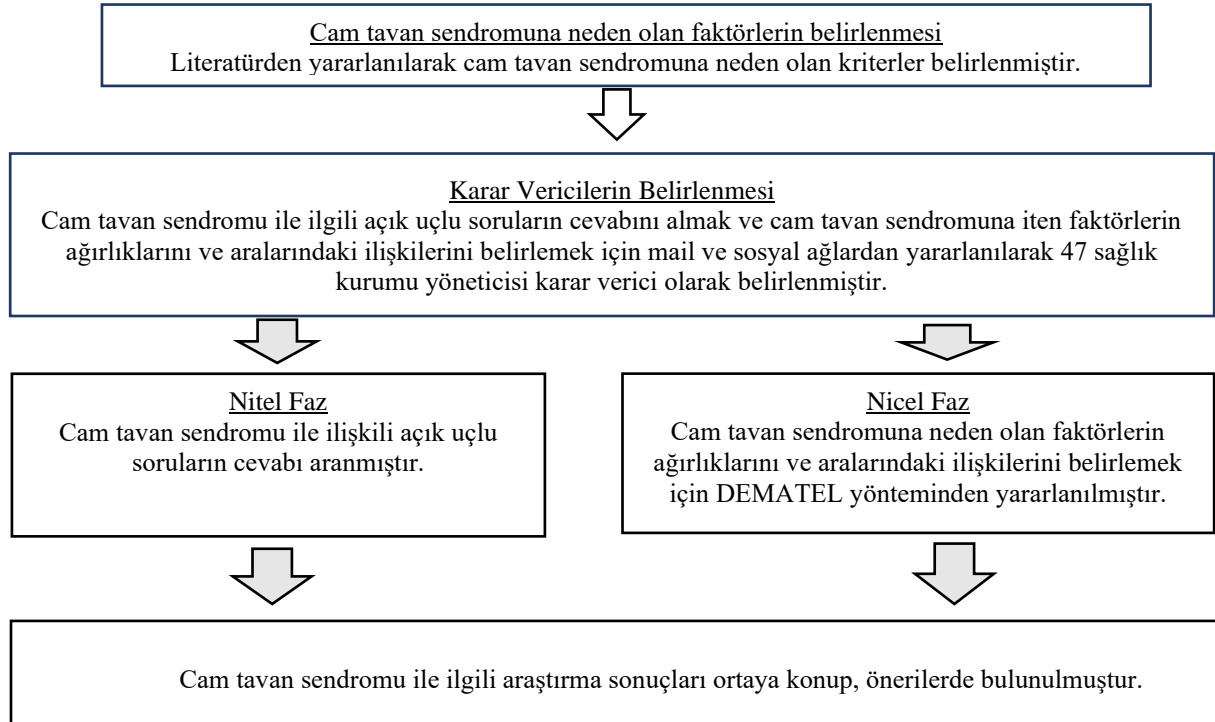 Cam tavan sendromuna neden olan faktörlerin belirlenmesi
Literatürden yararlanılarak cam tavan sendromuna neden olan kriterler belirlenmiştir.
Karar Vericilerin Belirlenmesi
Cam tavan sendromu ile ilgili açık uçlu soruların cevabını almak ve cam tavan sendromuna iten faktörlerin
ağırlıklarını ve aralarındaki ilişkilerini belirlemek için mail ve sosyal ağlardan yararlanılarak 47 sağlık
kurumu yöneticisi karar verici olarak belirlenmiştir.
Nitel Faz
Cam tavan sendromu ile ilişkili açık uçlu
soruların cevabı aranmıştır.
Nicel Faz
Cam tavan sendromuna neden olan faktörlerin
ağırlıklarını ve aralarındaki ilişkilerini belirlemek
için DEMATEL yönteminden yararlanılmıştır.
Cam tavan sendromu ile ilgili araştırma sonuçları ortaya konup, önerilerde bulunulmuştur.